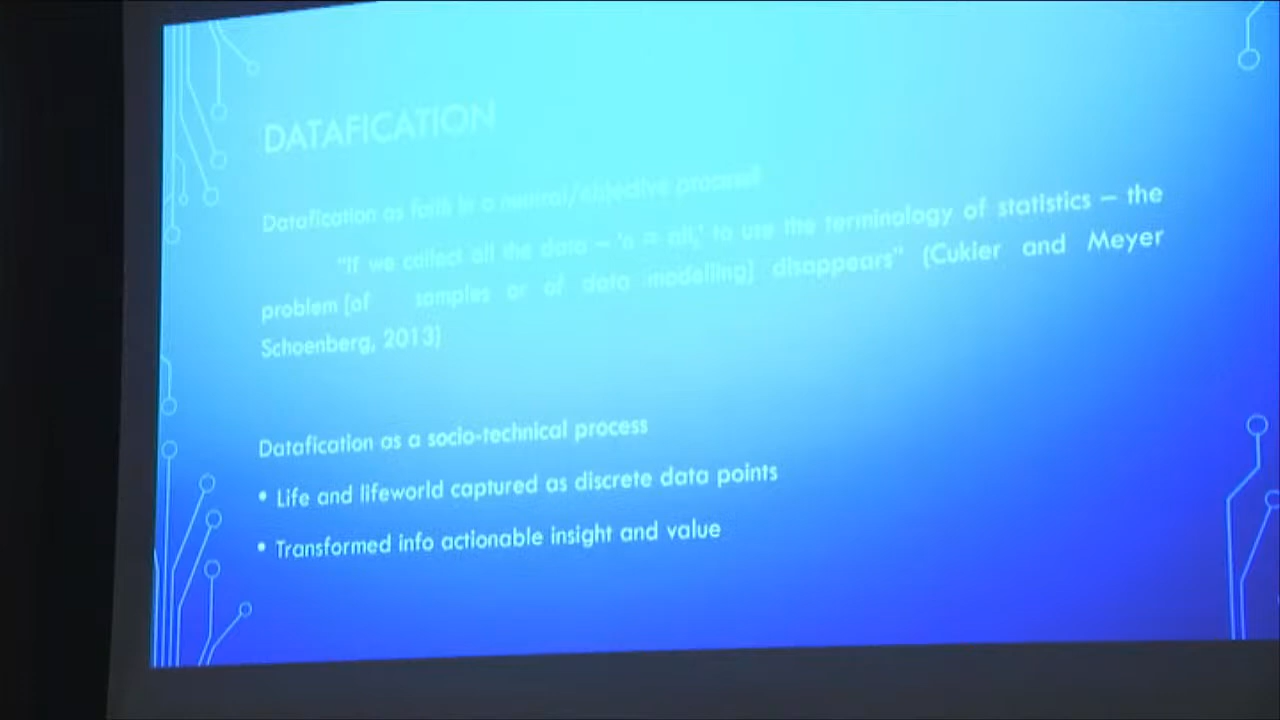 DATAFICATION
Datafication as faith in a neutral/objective process?
"If we collect all the data – 'n = all,' to use the terminology of statistics – the
problem [of samples or of data modelling] disappears" (Cukier and Meyer
Schoenberg, 2013)
Datafication as a socio-technical process
• Life and lifeworld captured as discrete data points
• Transformed info actionable insight and value